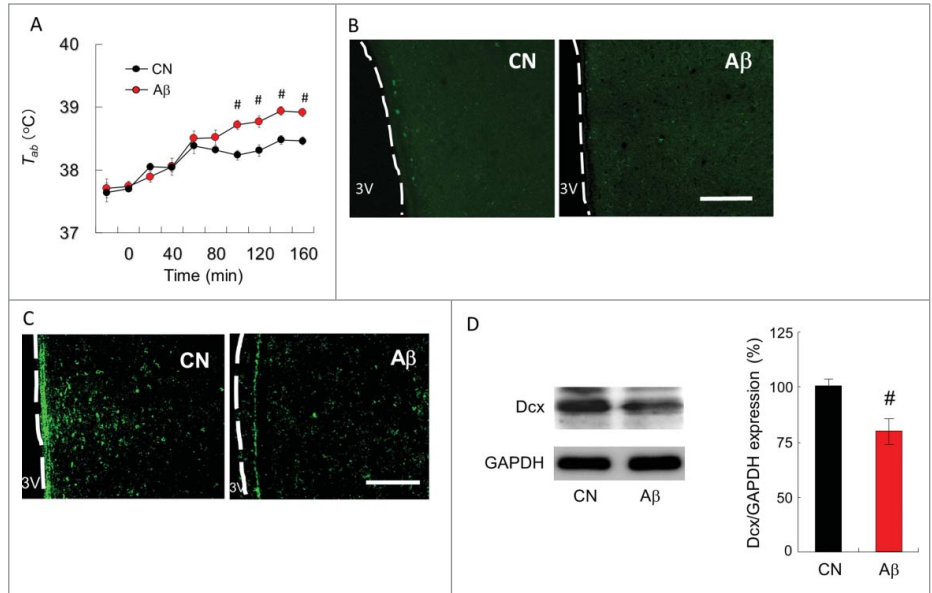 A
40
39
38
37
Tab (°C)
CN
Aβ
# # # #
0 40 80 120 160
Time (min)
B
CN
3V
Aβ
3V
C
CN
3V
Aβ
3V
D
Dcx
GAPDH
CN Aβ
Dcx/GAPDH expression (%)
125
100
75
50
0
#
CN Aβ